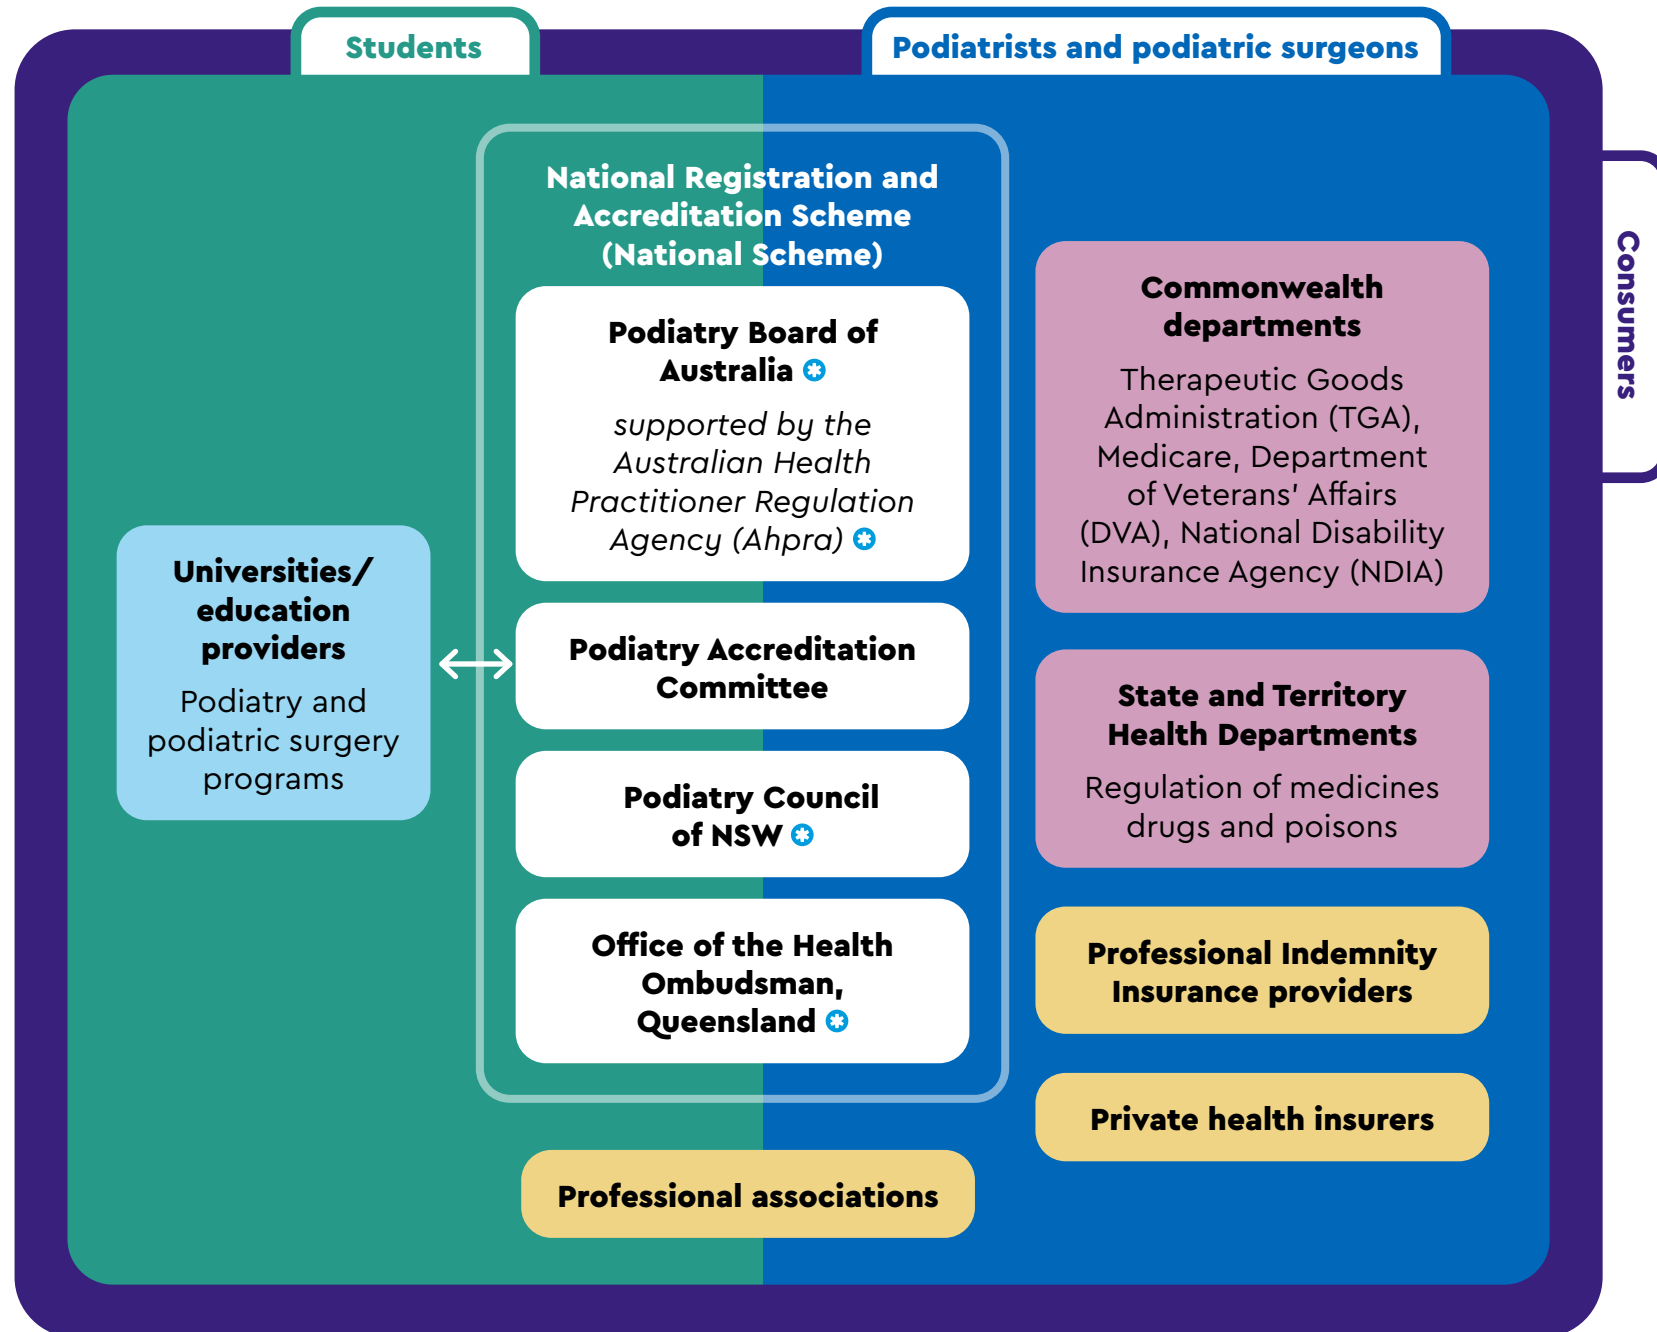 Students
Podiatrists and podiatric surgeons
Consumers
National Registration and
Accreditation Scheme
(National Scheme)
Podiatry Board of
Australia
supported by the
Australian Health
Practitioner Regulation
Agency (Ahpra)
Podiatry Accreditation
Committee
Podiatry Council
of NSW
Office of the Health
Ombudsman,
Queensland
Universities/
education
providers
Podiatry and
podiatric surgery
programs
Commonwealth
departments
Therapeutic Goods
Administration (TGA),
Medicare, Department
of Veterans’ Affairs
(DVA), National Disability
Insurance Agency (NDIA)
State and Territory
Health Departments
Regulation of medicines
drugs and poisons
Professional Indemnity
Insurance providers
Private health insurers
Professional associations